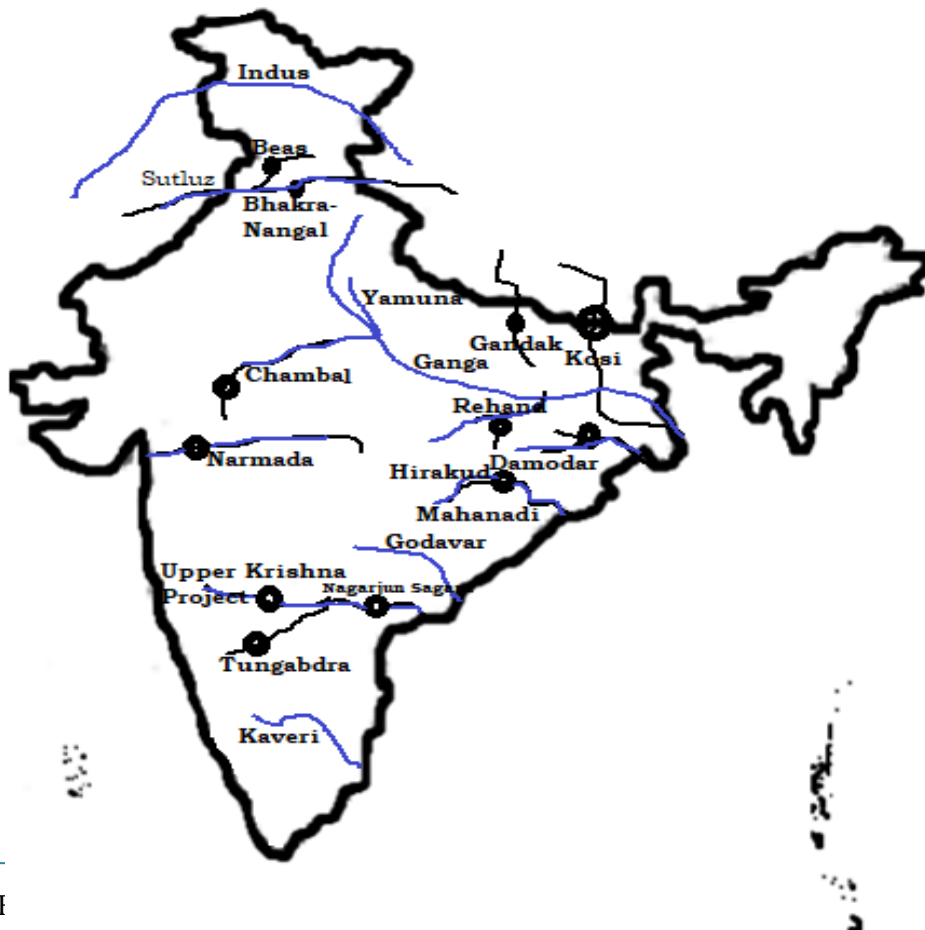 Indus
Beas
Sutluz
Bhakra-
Nangal
Yamuna
Gandak
Kosi
Ganga
Chambal
Rehand
Narmada
Damodar
Hirakud
Mahanadi
Godavar
Upper Krishna
Project
Nagarjun Sagar
Tungabdra
Kaveri